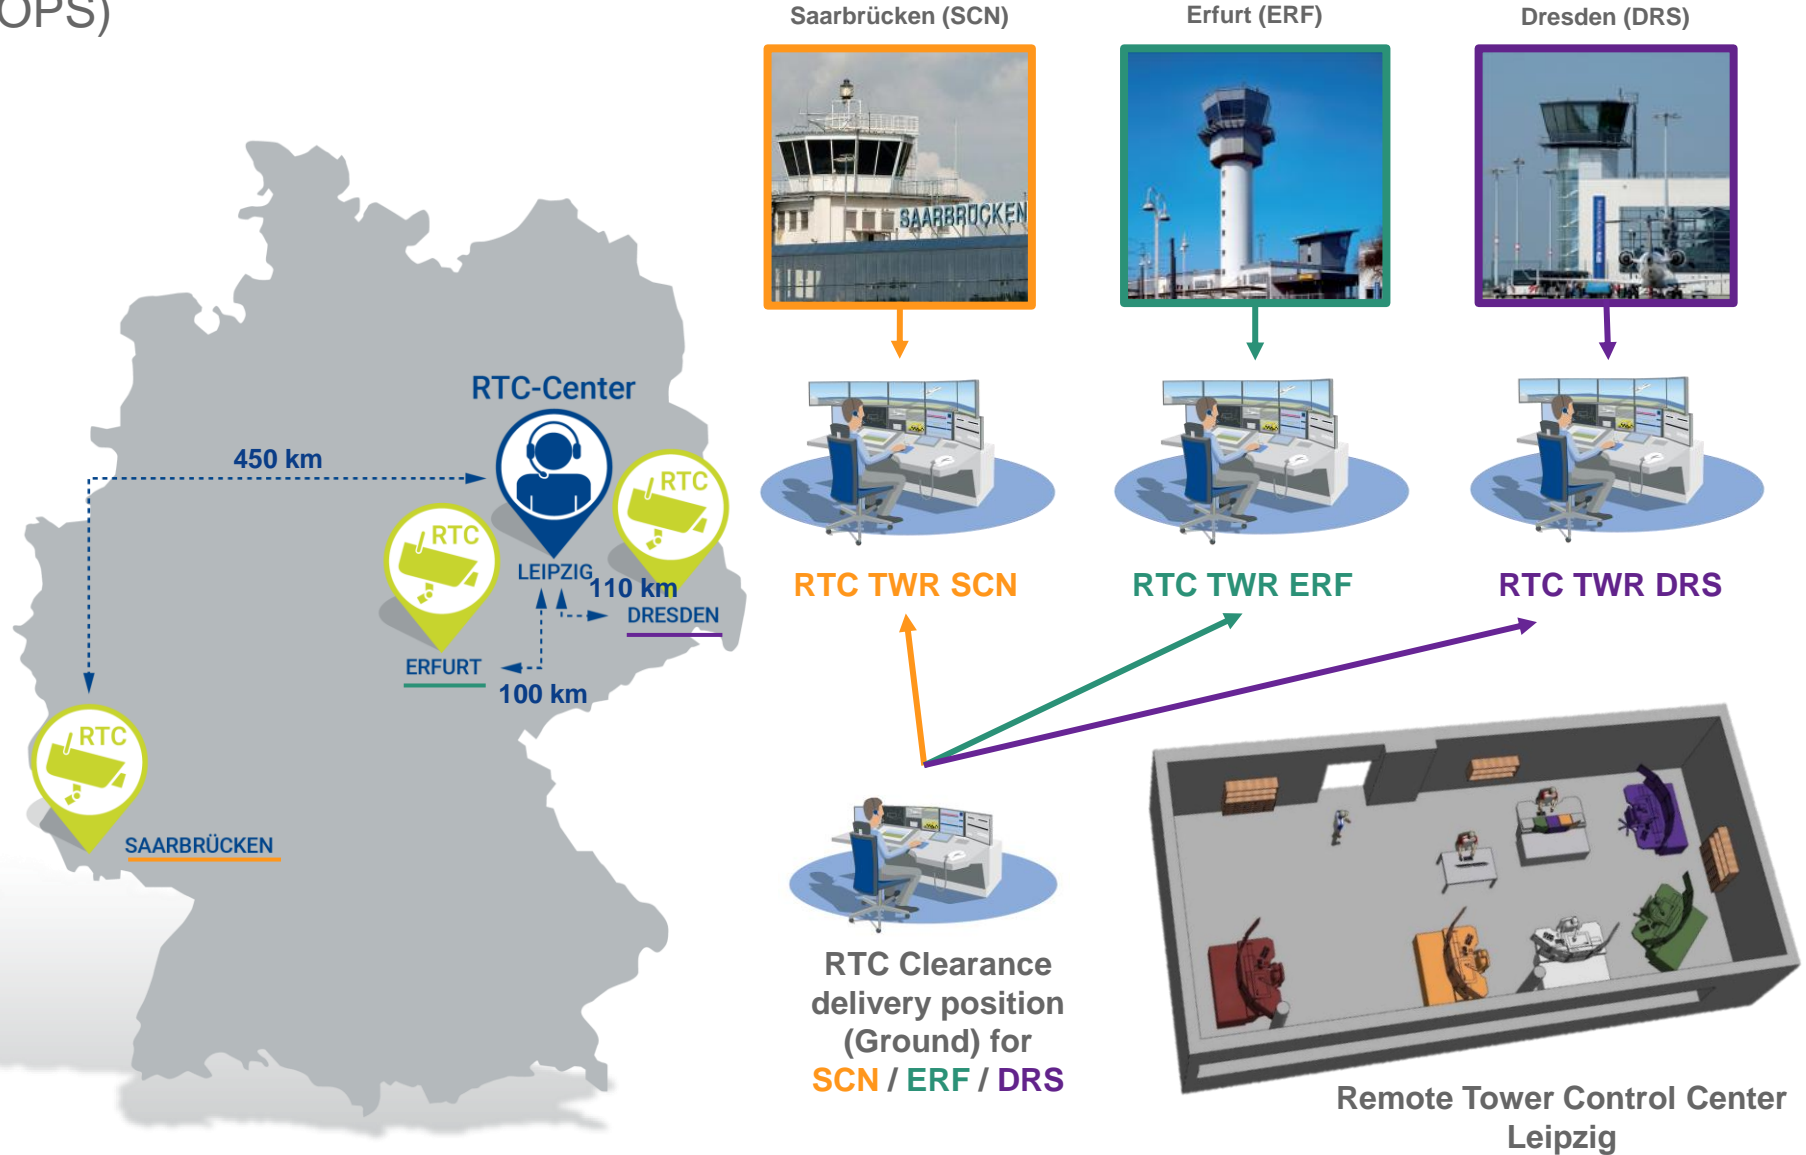 OPS)
Saarbrücken (SCN)
Erfurt (ERF)
Dresden (DRS)
SAARBRÜCKEN
RTC-Center
450 km
RTC
RTC
LEIPZIG
110 km
DRESDEN
ERFURT
100 km
RTC
SAARBRÜCKEN
RTC TWR SCN
RTC TWR ERF
RTC TWR DRS
RTC Clearance
delivery position
(Ground) for
SCN / ERF / DRS
Remote Tower Control Center
Leipzig